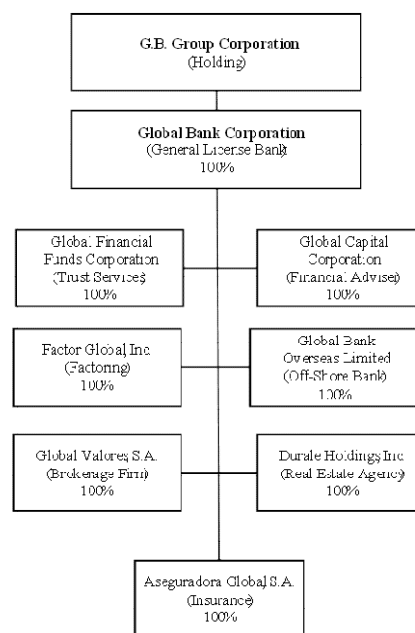 G.B. Group Corporation
(Holding)
Global Bank Corporation
(General License Bank)
100%
Global Financial
Funds Corporation
(Trust Services)
100%
Global Capital
Corporation
(Financial Adviser)
100%
Factor Global, Inc
(Factoring)
100%
Global Bank
Overseas Limited
(Off-Shore Bank)
100%
Global Valores, S.A.
(Brokerage Firm)
100%
Durale Holdings, Inc
(Real Estate Agency)
100%
Aseguradora Global, S.A.
(Insurance)
100%